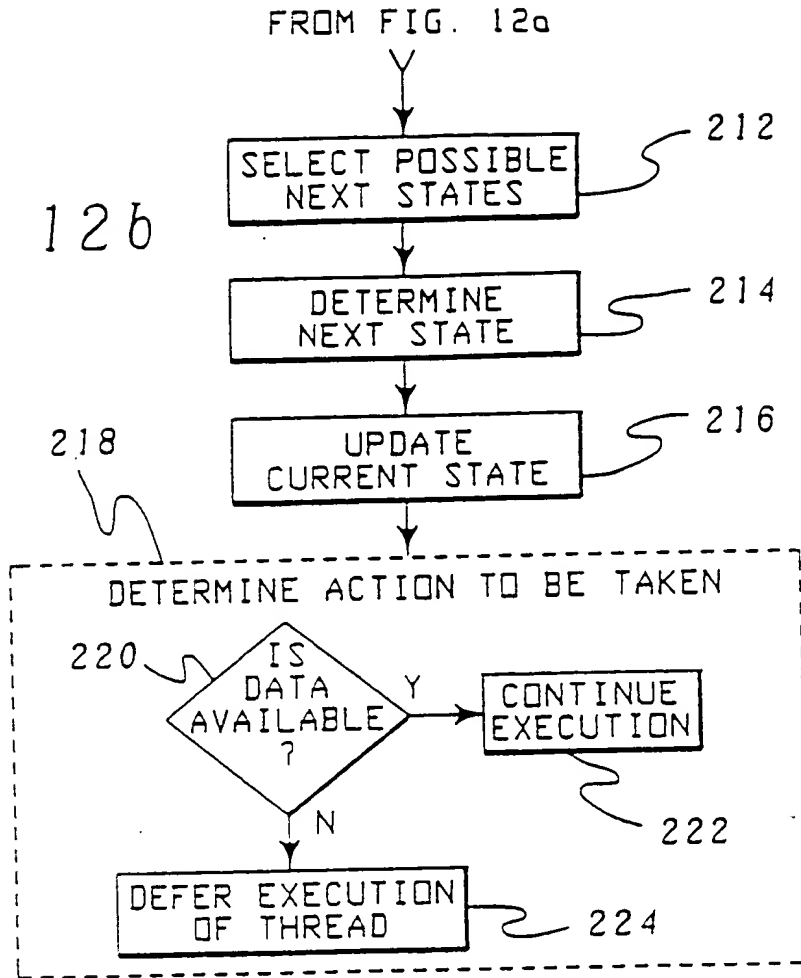 FROM FIG. 12a
212
SELECT POSSIBLE
NEXT STATES
12b
214
DETERMINE
NEXT STATE
216
218
UPDATE
CURRENT STATE
DETERMINE ACTION TO BE TAKEN
220
IS
DATA
AVAILABLE
?
Y
CONTINUE
EXECUTION
N
222
DEFER EXECUTION
OF THREAD
224